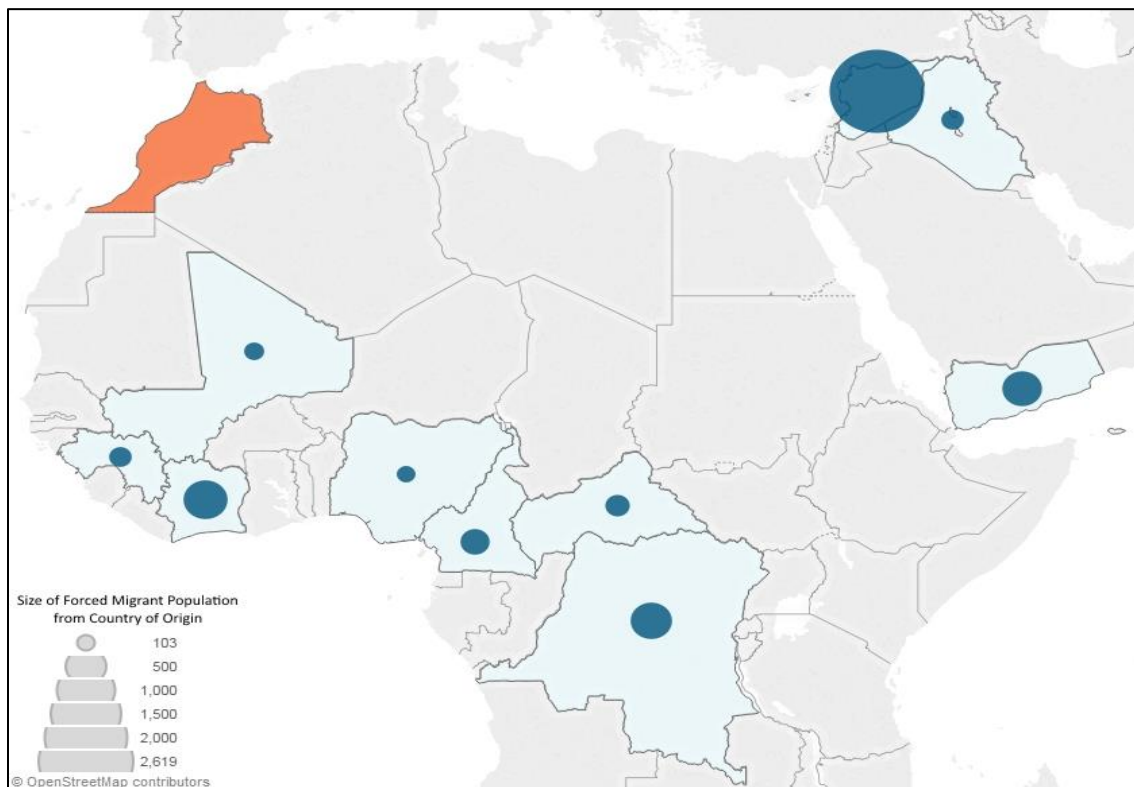 Size of Forced Migrant Population
from Country of Origin
103
500
1,000
1,500
2,000
2,619
© OpenStreetMap contributors